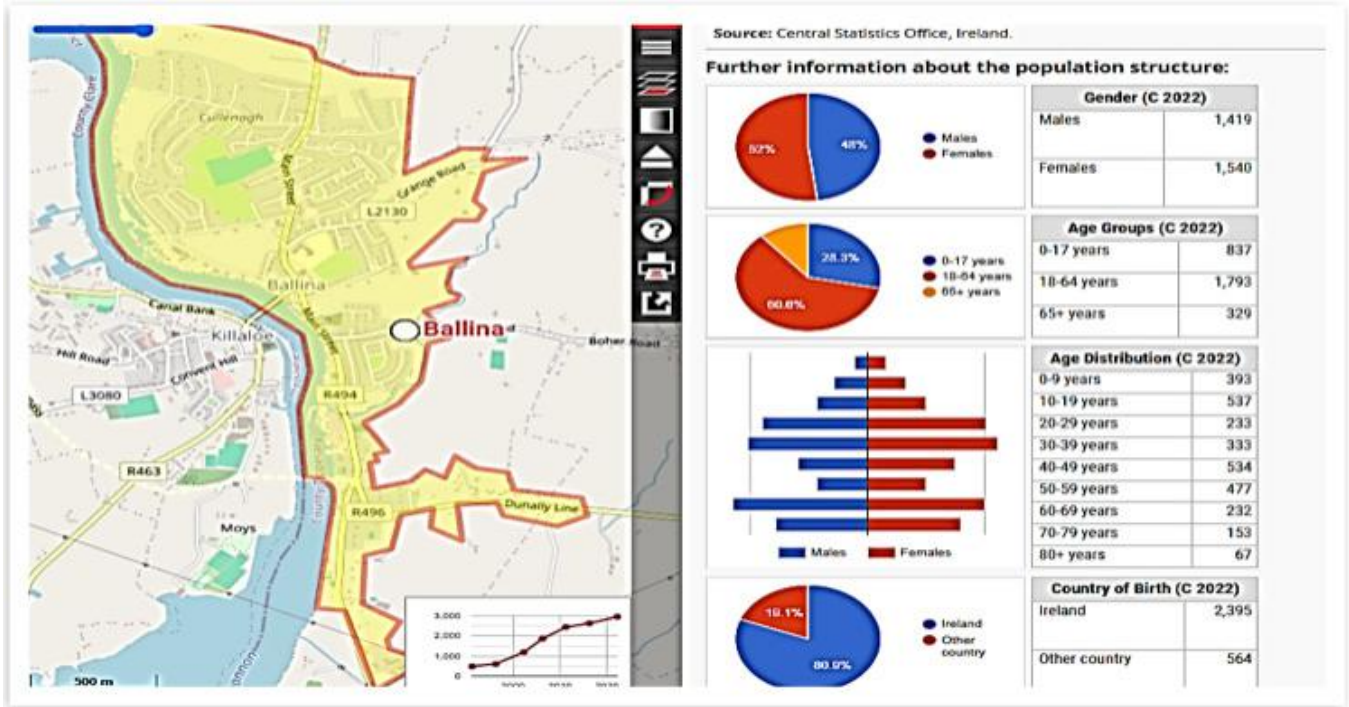 County Clare
Cullenagh
Main Street
Grange Road
L2130
Ballina
Canal Bank
Killaloe
Main Street
Ballina
Boher Road
Hill Road
Convent Hill
L3080
R494
R463
R496
Dunally Line
Moys
500 m
3,000
2,000
1,000
0
Source: Central Statistics Office, Ireland.
Further information about the population structure:
52%
48%
Males
Females
Gender (C 2022)
Males 1,419
Females 1,540
28.3%
60.6%
0-17 years
18-64 years
65+ years
Age Groups (C 2022)
0-17 years 837
18-64 years 1,793
65+ years 329
Males Females
Age Distribution (C 2022)
0-9 years 393
10-19 years 537
20-29 years 233
30-39 years 333
40-49 years 534
50-59 years 477
60-69 years 232
70-79 years 153
80+ years 67
19.1%
80.9%
Ireland
Other
country
Country of Birth (C 2022)
Ireland 2,395
Other country 564